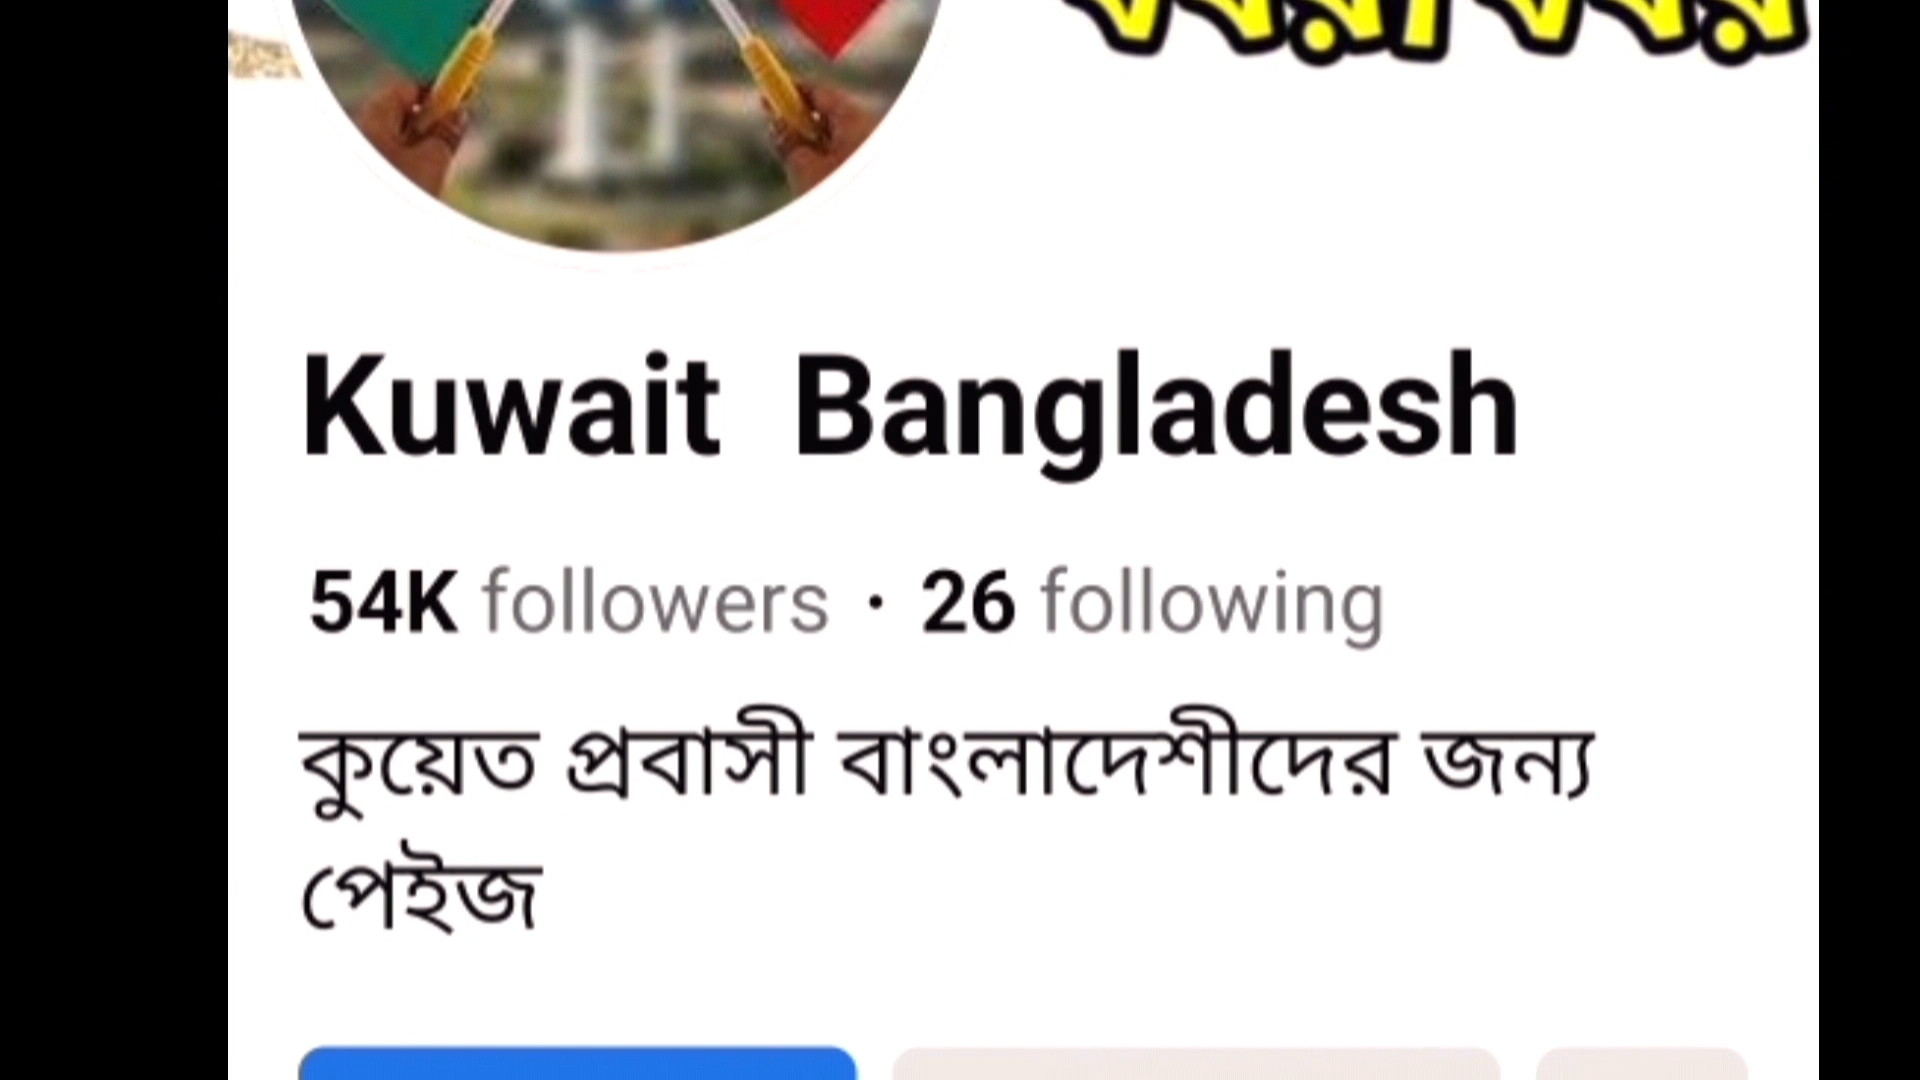 Kuwait Bangladesh
54K followers · 26 following
কুয়েত প্রবাসী বাংলাদেশীদের জন্য
পেইজ